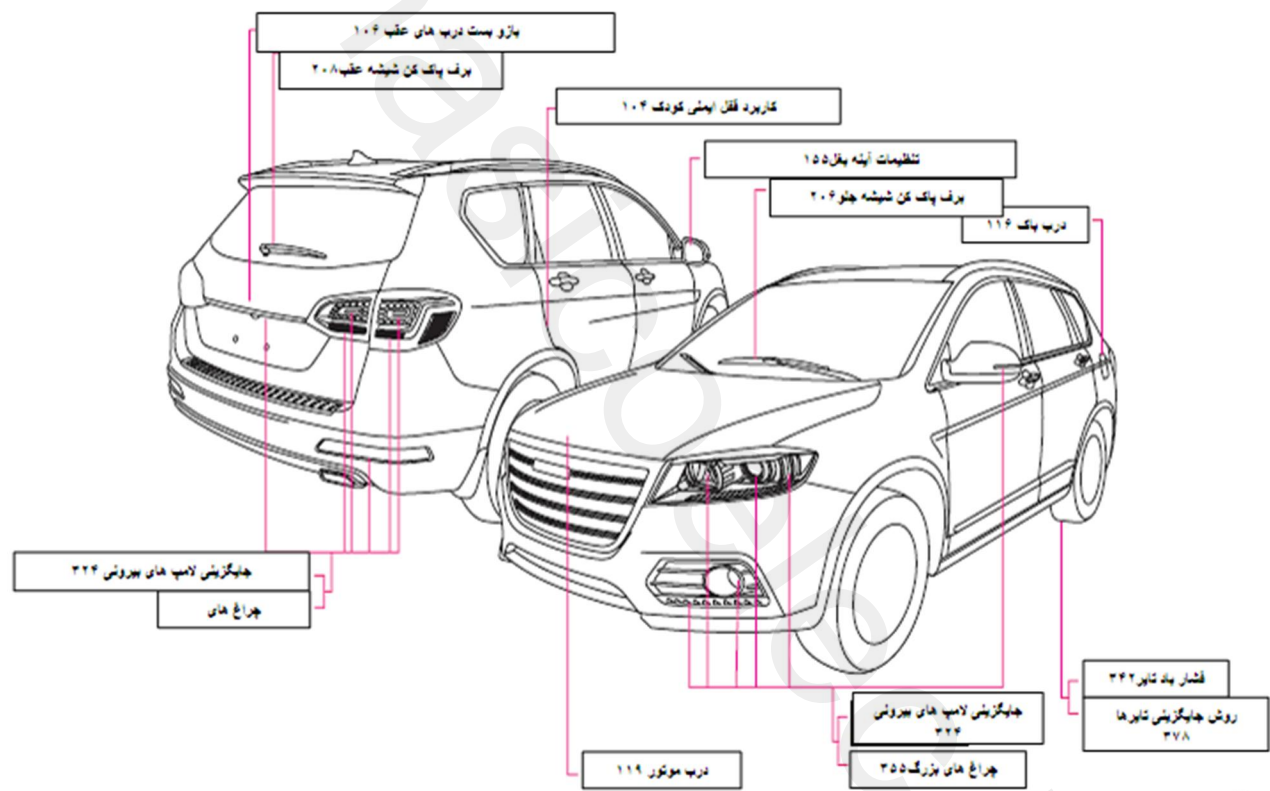 بازو بست درب های عقب ۱۰۶
برف پاک کن شیشه عقب۲۰۸
کاربرد قفل ایمنی کودک ۱۰۴
تنظیمات آینه بغل۱۵۵
برف پاک کن شیشه جلو۲۰۶
درب باک ۱۱۶
جایگزینی لامپ های بیرونی ۳۲۴
چراغ های
فشار باد تایر۳۴۲
روش جایگزینی تایرها
۳۷۸
جایگزینی لامپ های بیرونی
۳۲۴
چراغ های بزرگ۳۵۵
درب موتور ۱۱۹